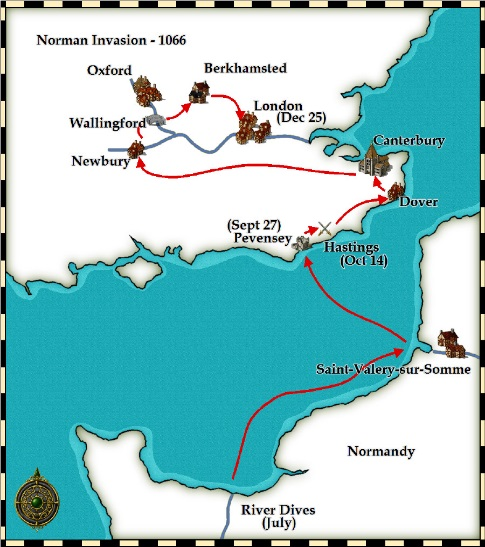 Norman Invasion - 1066
Oxford
Berkhamsted
London
(Dec 25)
Wallingford
Newbury
Canterbury
Dover
(Sept 27)
Pevensey
Hastings
(Oct 14)
Saint-Valery-sur-Somme
Normandy
River Dives
(July)